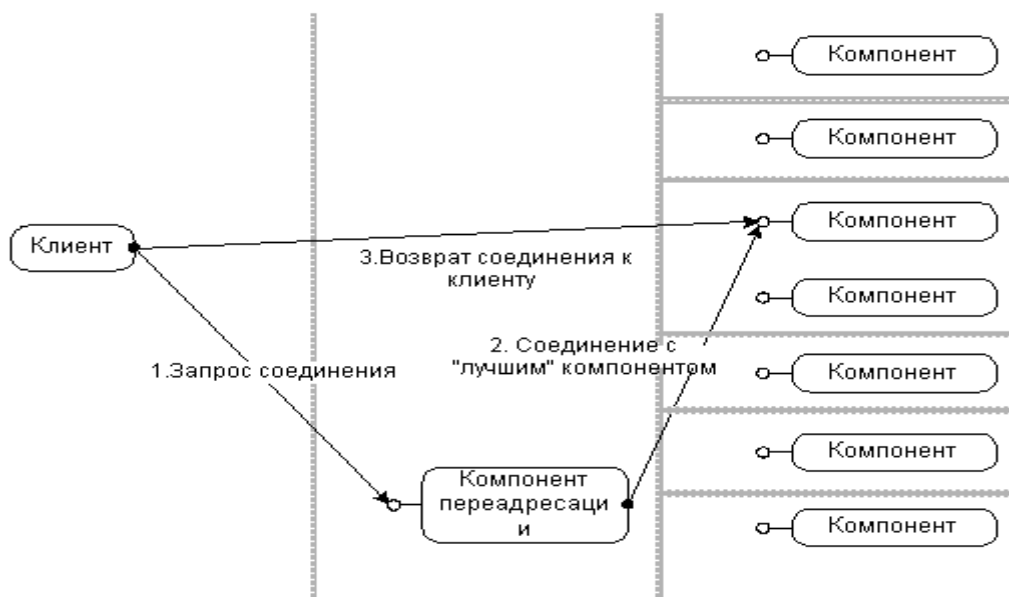 Компонент
Компонент
Компонент
Клиент
3.Возврат соединения к
клиенту
Компонент
2. Соединение с
"лучшим" компонентом
Компонент
1.Запрос соединения
Компонент
Компонент
переадресаци
и
Компонент